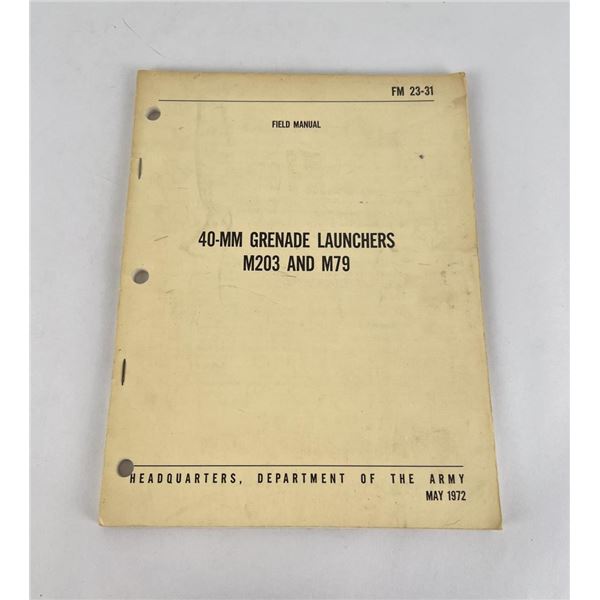 FM 23-31
FIELD MANUAL
40-MM GRENADE LAUNCHERS
M203 AND M79
HEADQUARTERS, DEPARTMENT OF THE ARMY
MAY 1972